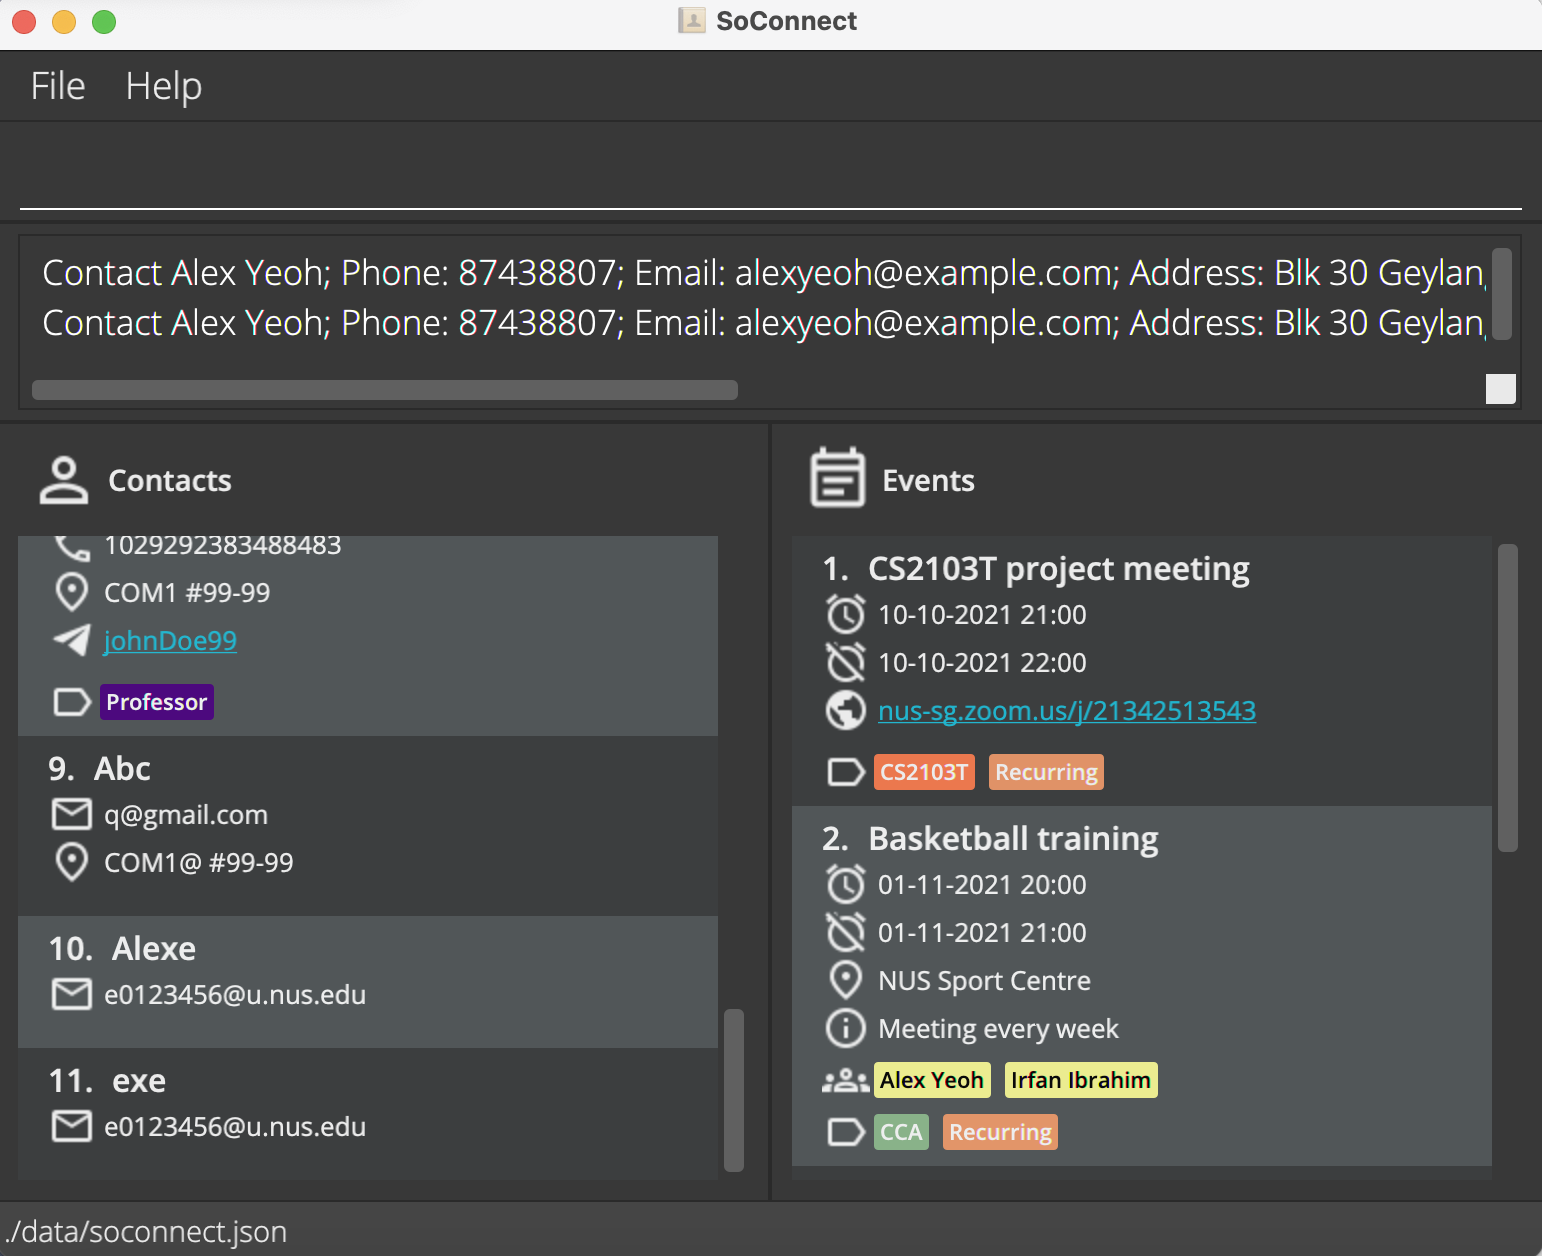 SoConnect
File Help
Contact Alex Yeoh; Phone: 87438807; Email: alexyeoh@example.com; Address: Blk 30 Geylang
Contact Alex Yeoh; Phone: 87438807; Email: alexyeoh@example.com; Address: Blk 30 Geylang
Contacts
1029292383488483
COM1 #99-99
johnDoe99
Professor
9. Abc
q@gmail.com
COM1@ #99-99
10. Alexe
e0123456@u.nus.edu
11. exe
e0123456@u.nus.edu
Events
1. CS2103T project meeting
10-10-2021 21:00
10-10-2021 22:00
nus-sg.zoom.us/j/21342513543
CS2103T Recurring
2. Basketball training
01-11-2021 20:00
01-11-2021 21:00
NUS Sport Centre
Meeting every week
Alex Yeoh Irfan Ibrahim
CCA Recurring
./data/soconnect.json